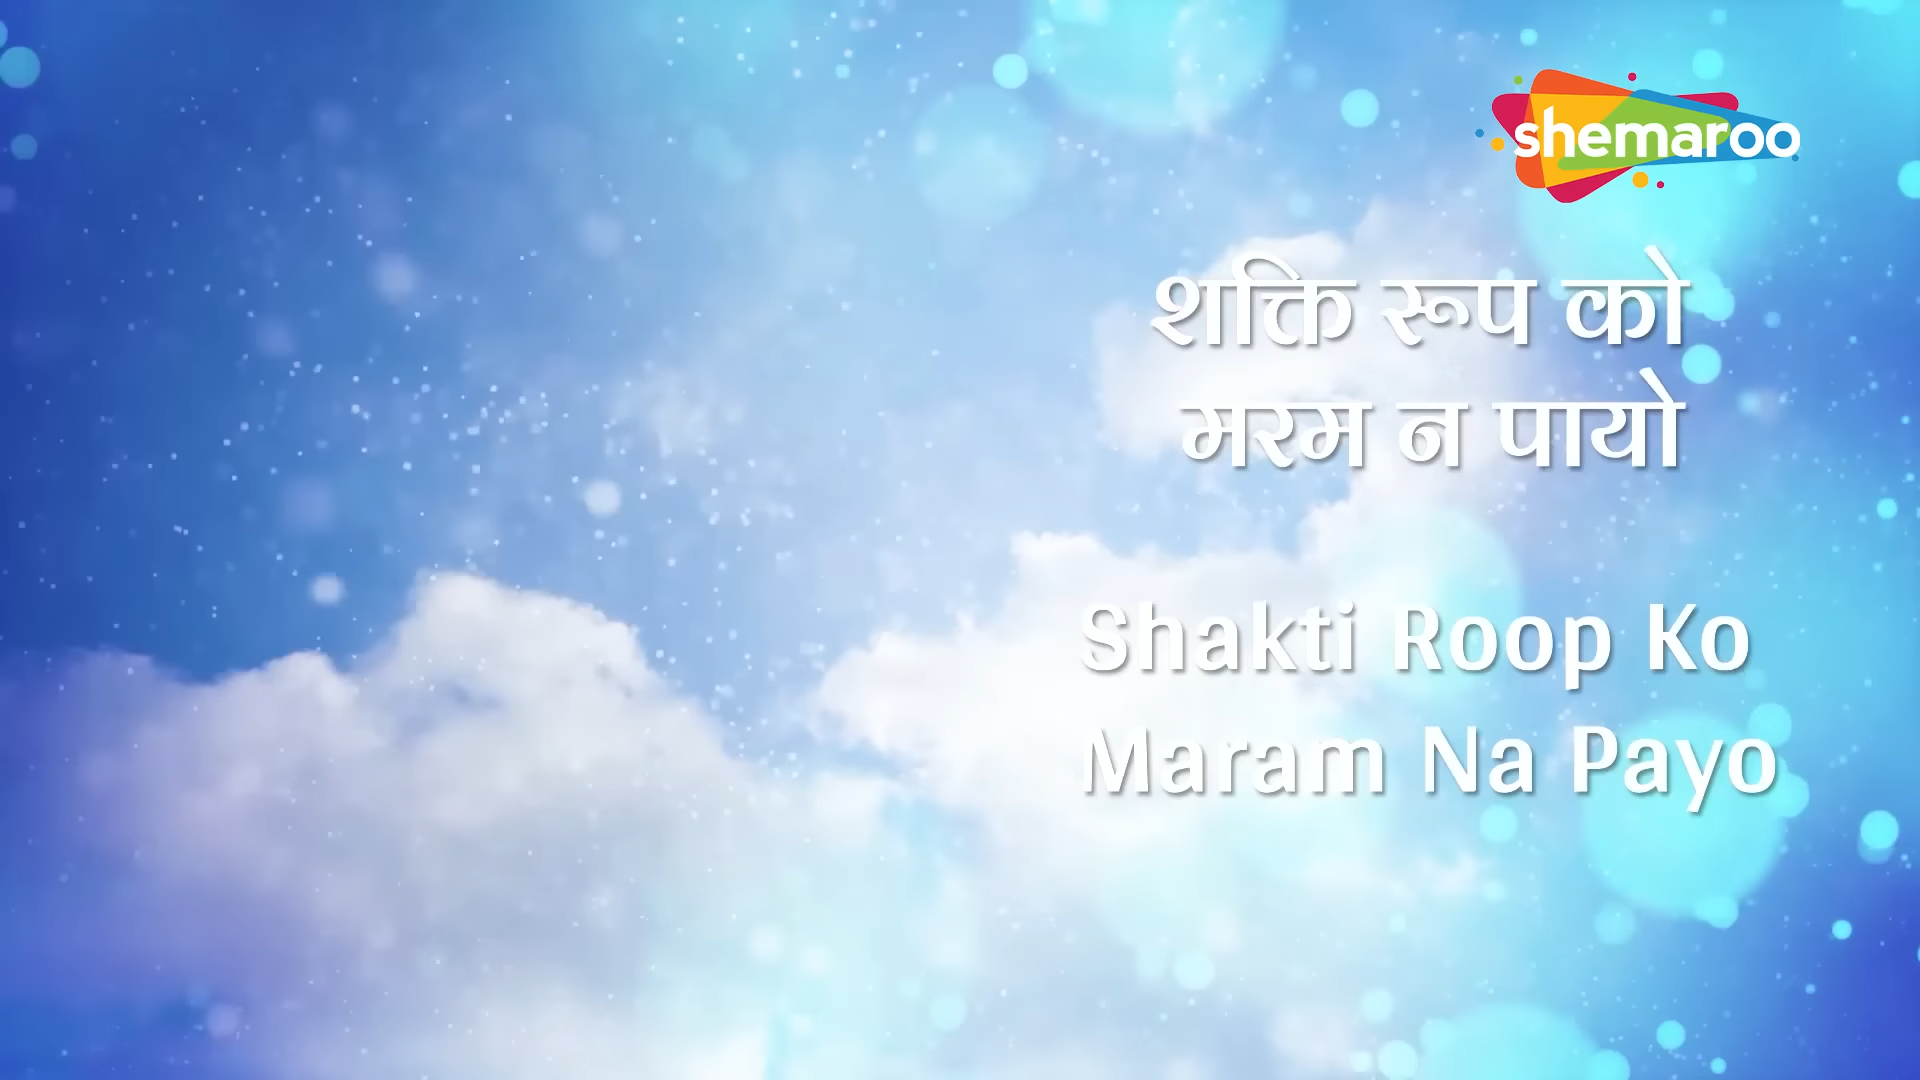 shemaroo
शक्ति रूप को
मरम न पायो
Shakti Roop Ko
Maram Na Payo